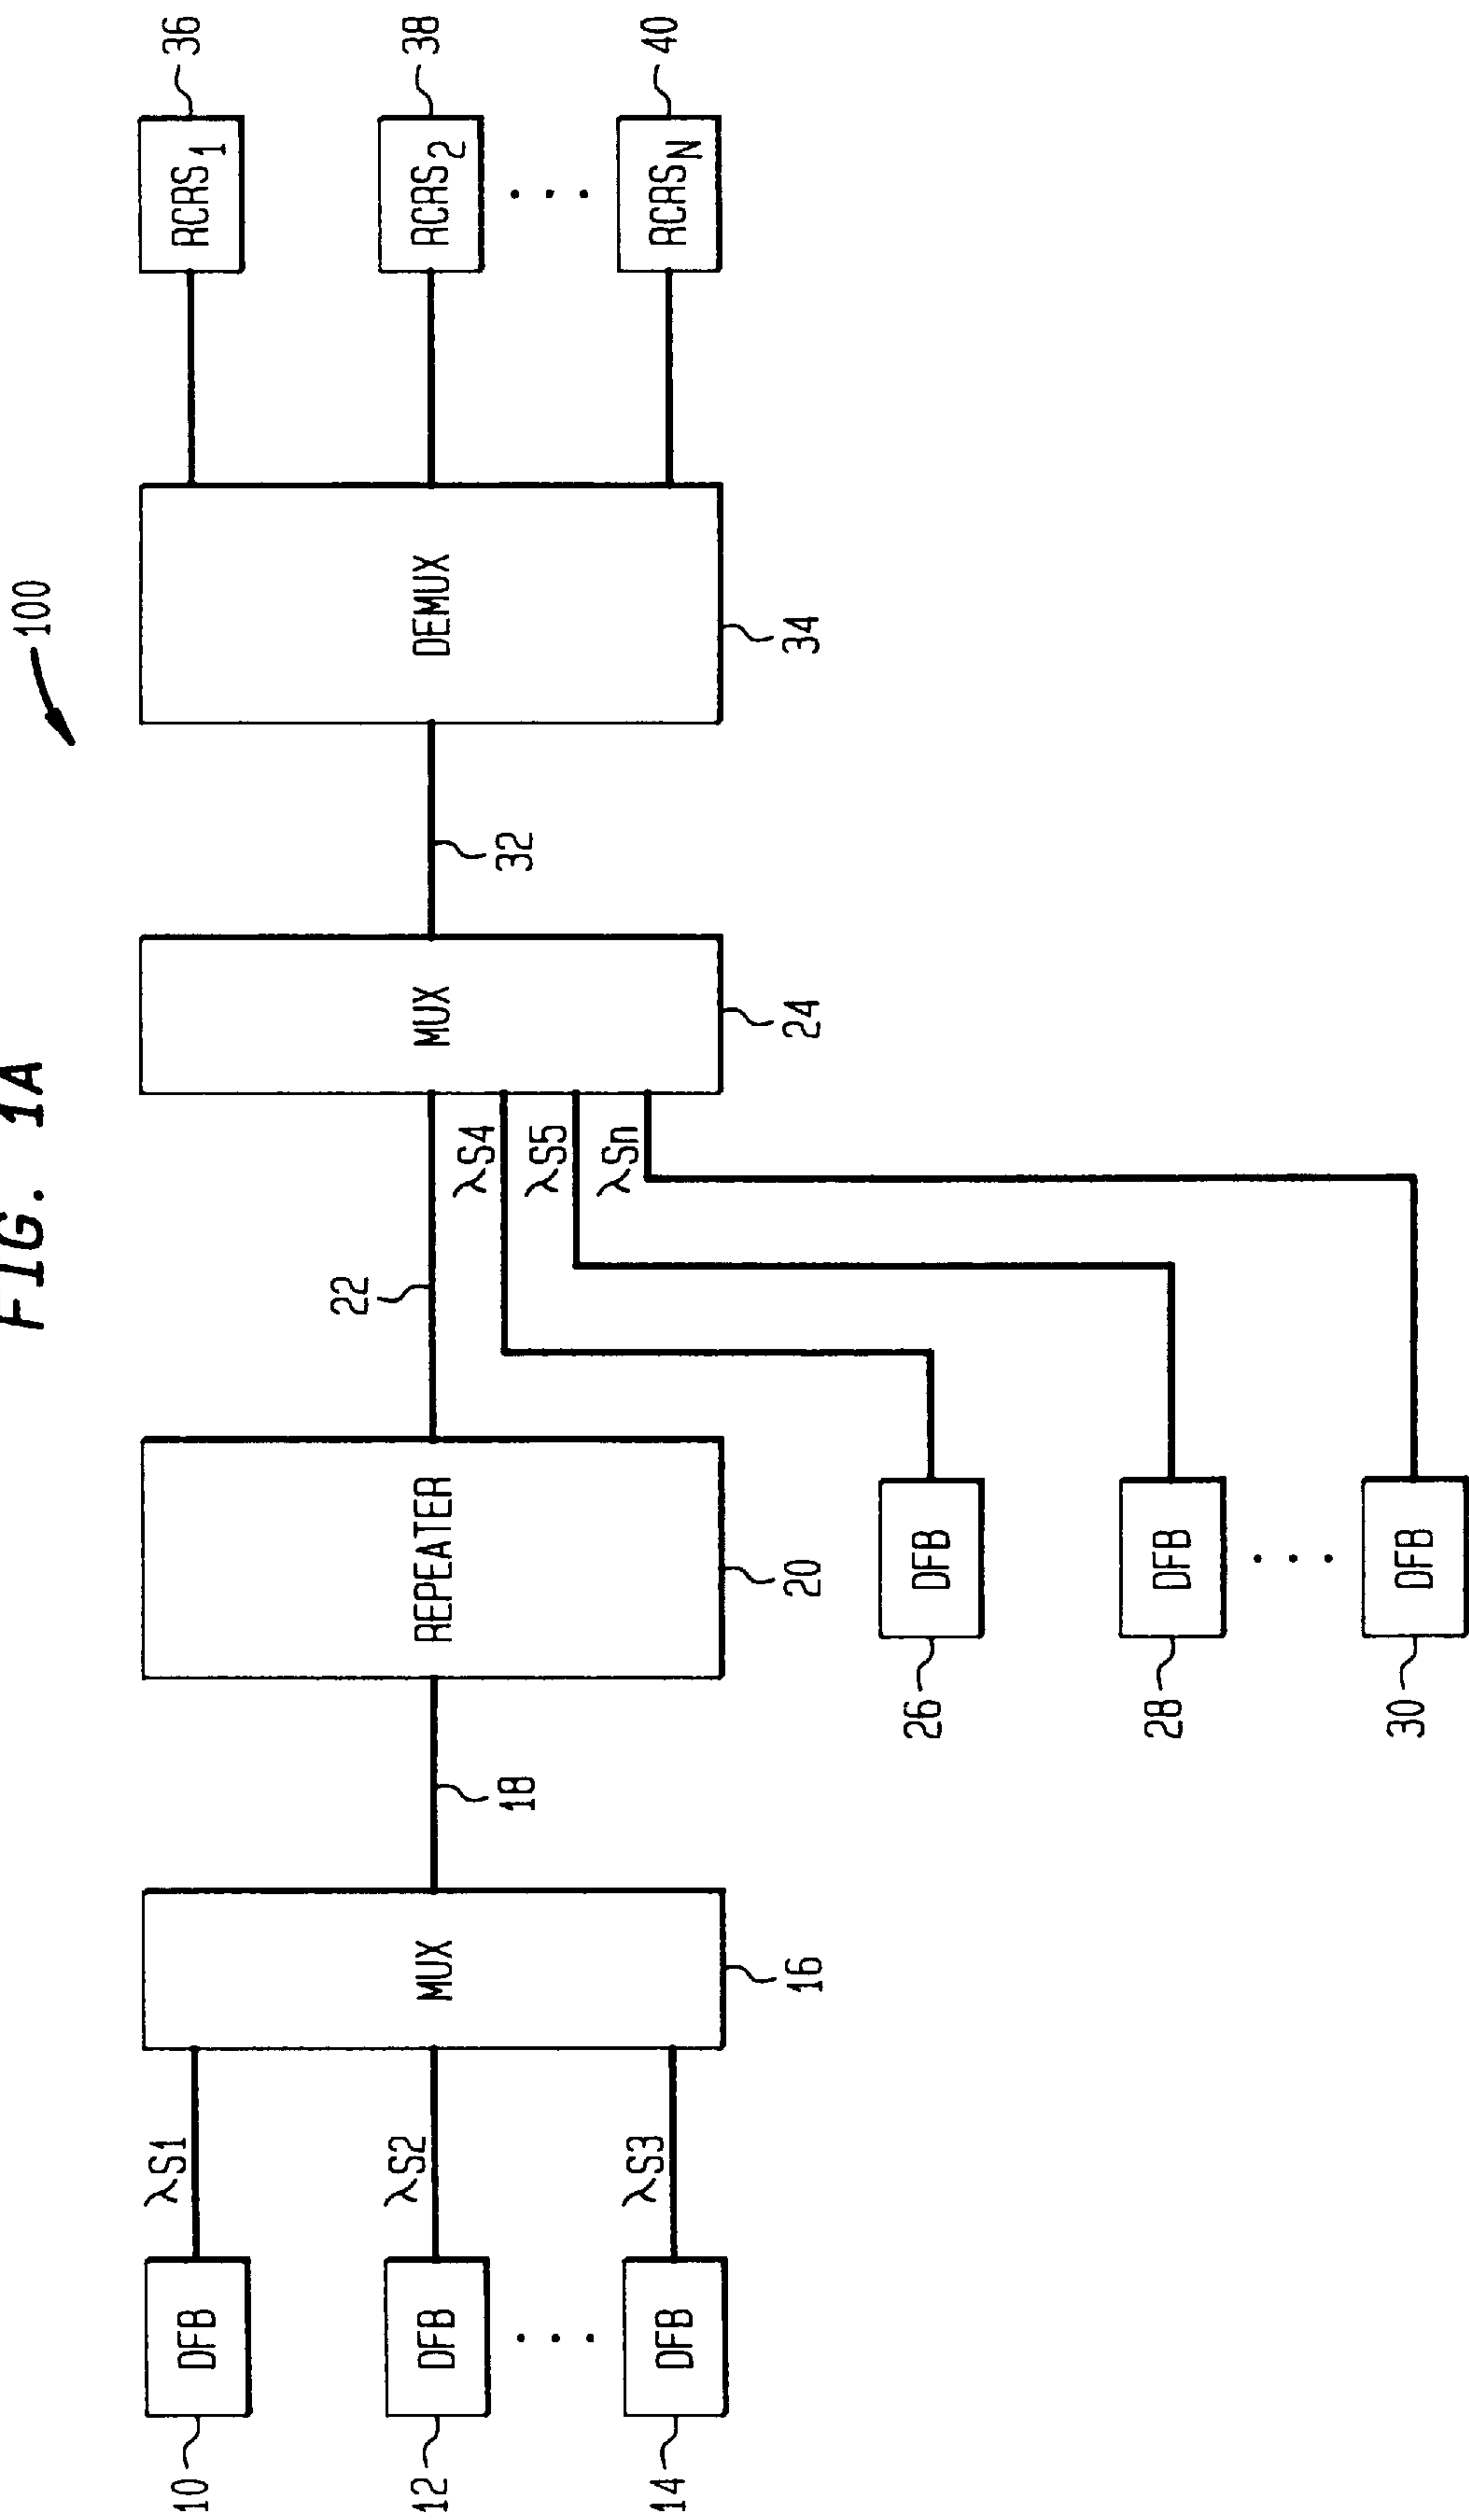 FIG. 1A
100
10
DFB
λS1
12
DFB
λS2
14
DFB
λS3
MUX
16
18
REPEATER
20
22
26
DFB
λS4
28
DFB
λS5
30
DFB
λSn
MUX
24
32
DEMUX
34
RCRS1
36
RCRS2
38
RCRSN
40